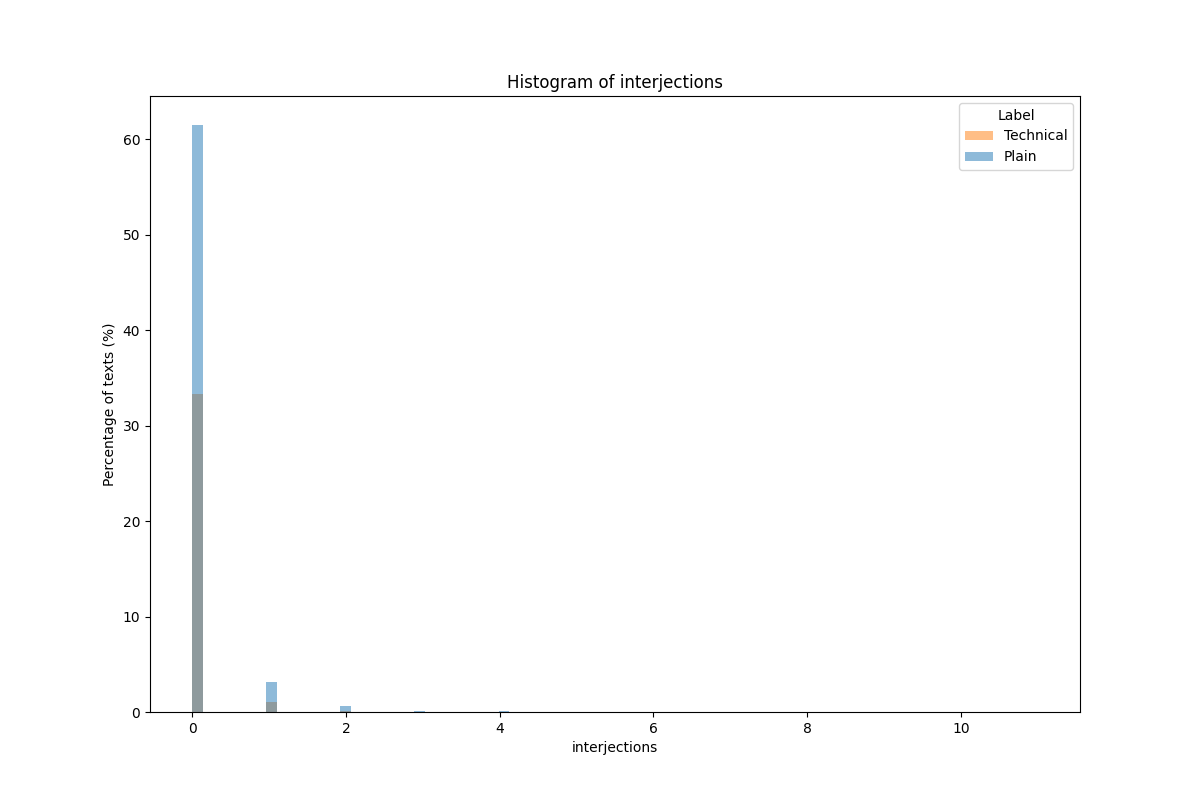 Histogram of interjections
Label
Technical
Plain
Percentage of texts (%)
60
50
40
30
20
10
0
0 2 4 6 8 10
interjections